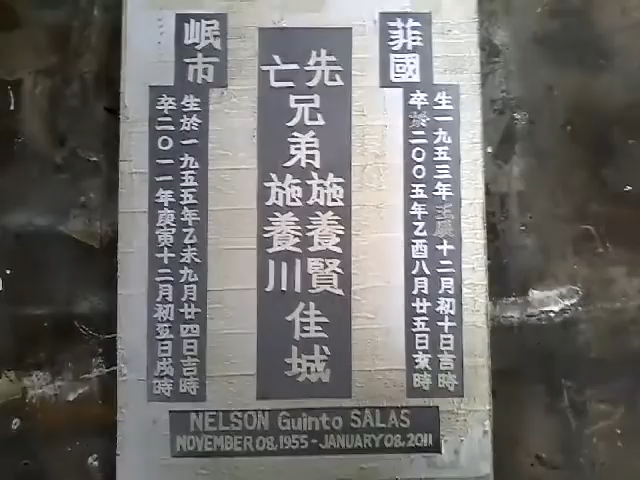 菲國
生一九五三年壬辰十二月初十日吉時
卒於二〇〇五年乙酉八月廿五日亥時
先亡
兄弟
施養賢
施養川
佳城
岷市
生於一九五五年乙未九月廿四日吉時
卒二〇一一年庚寅十二月初五日戌時
NELSON Guinto SALAS
NOVEMBER 08, 1955 - JANUARY 08, 2011